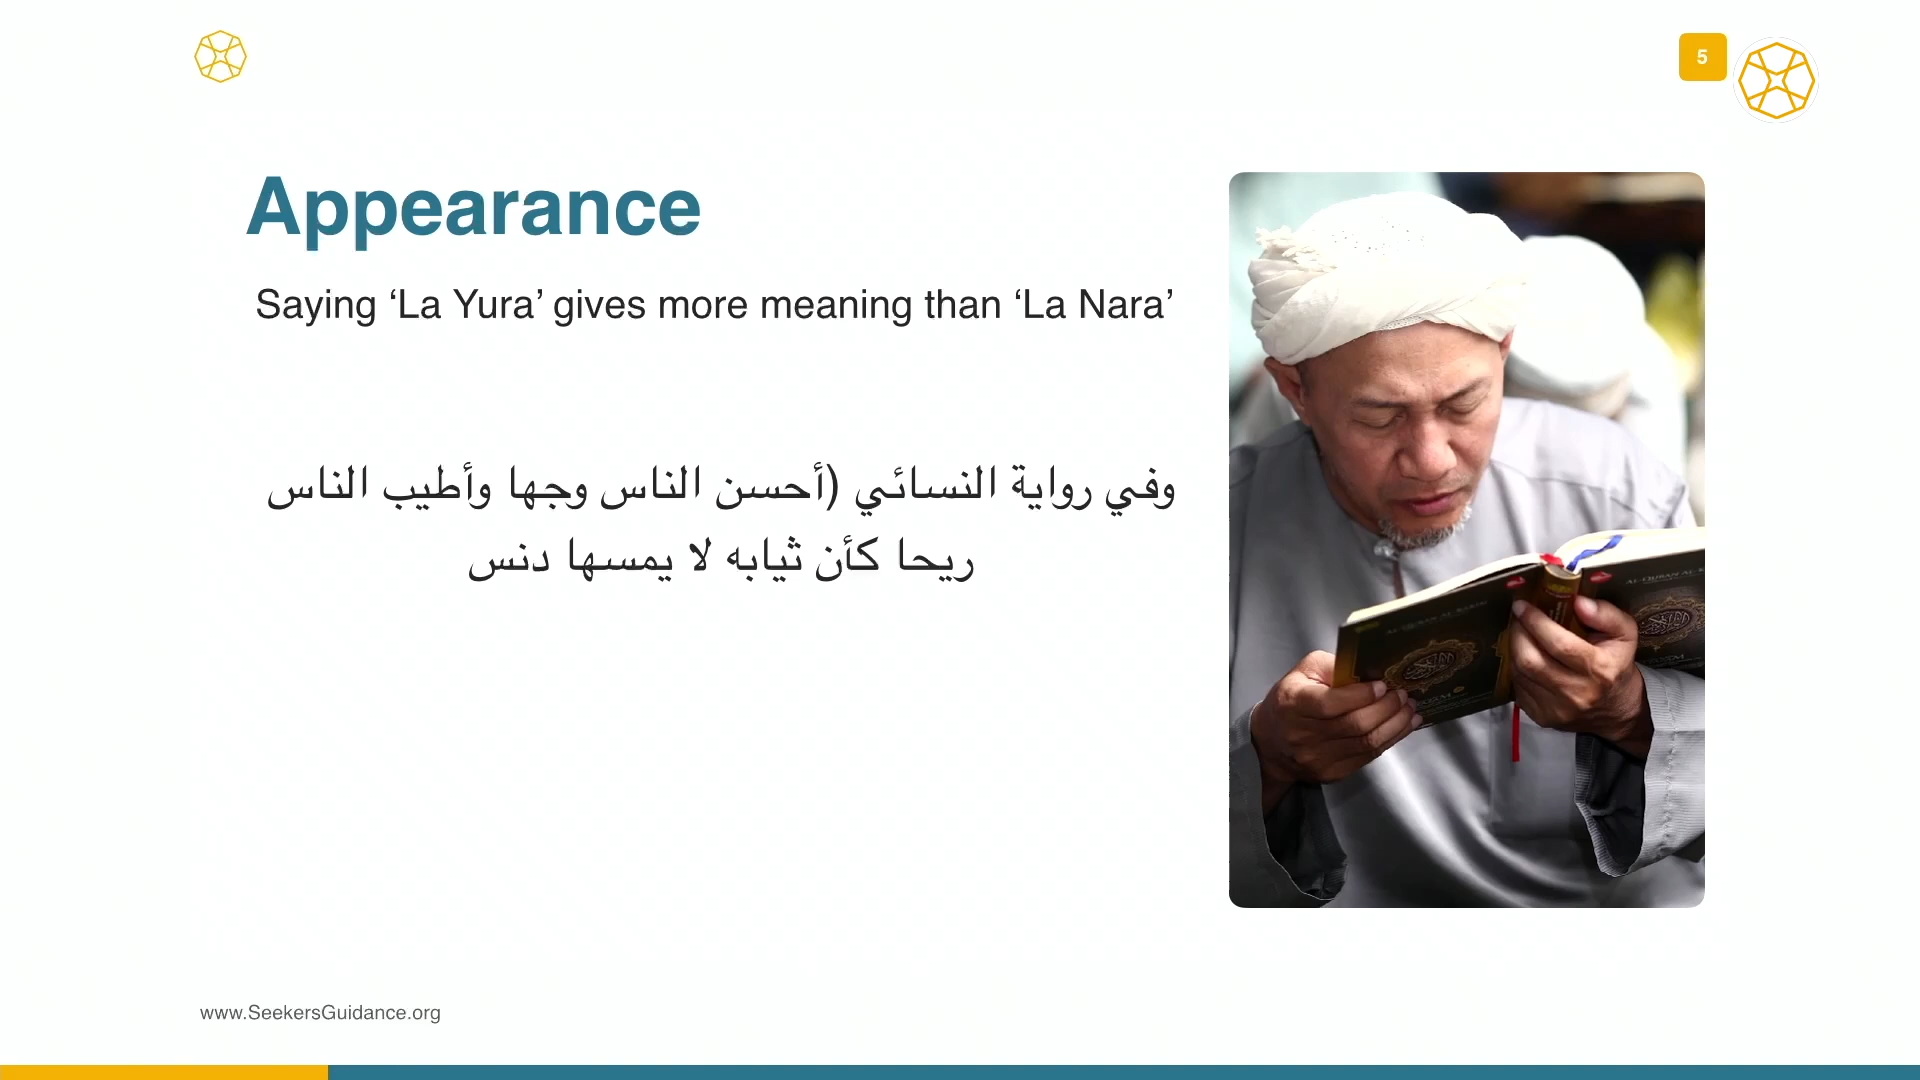 5
Appearance
Saying ‘La Yura’ gives more meaning than ‘La Nara’
وفي رواية النسائي (أحسن الناس وجها وأطيب الناس
ريحا كأن ثيابه لا يمسها دنس
www.SeekersGuidance.org